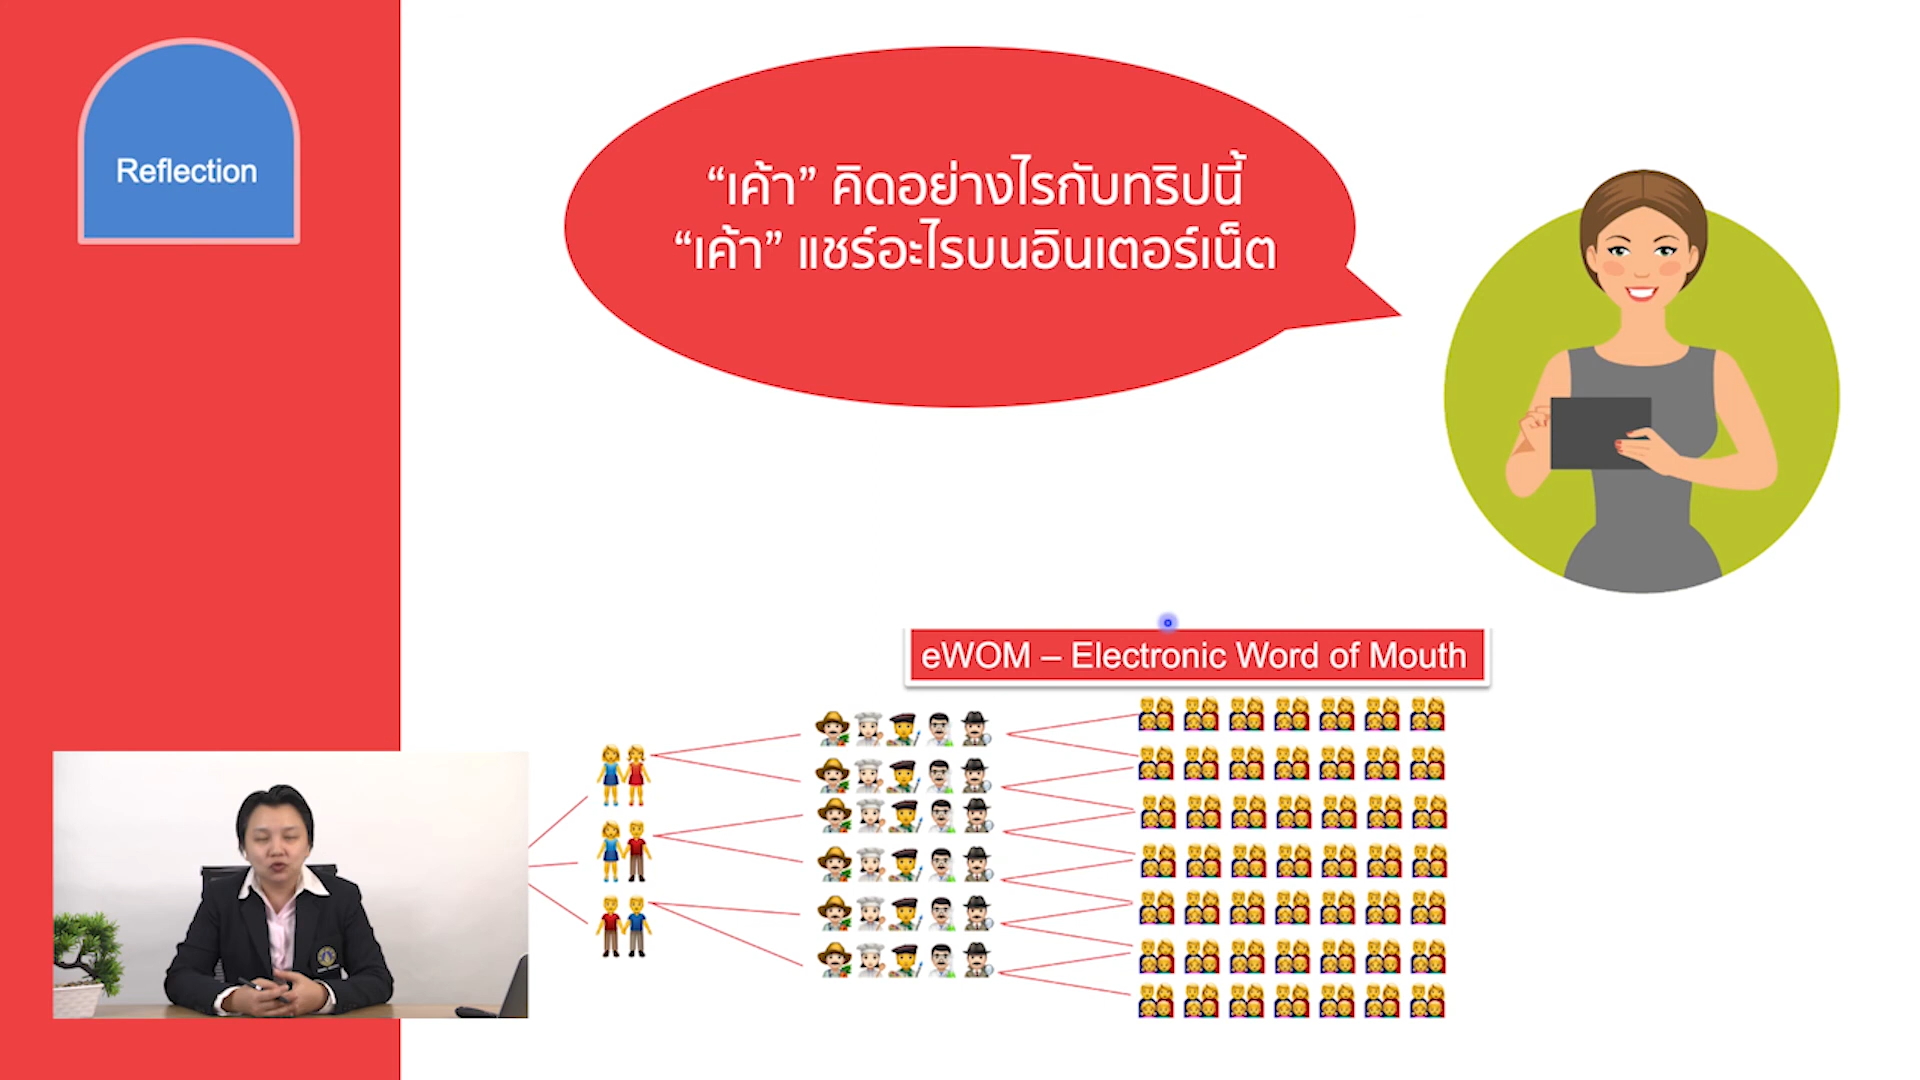 Reflection
“เค้า” คิดอย่างไรกับทริปนี้
“เค้า” แชร์อะไรบนอินเตอร์เน็ต
eWOM – Electronic Word of Mouth